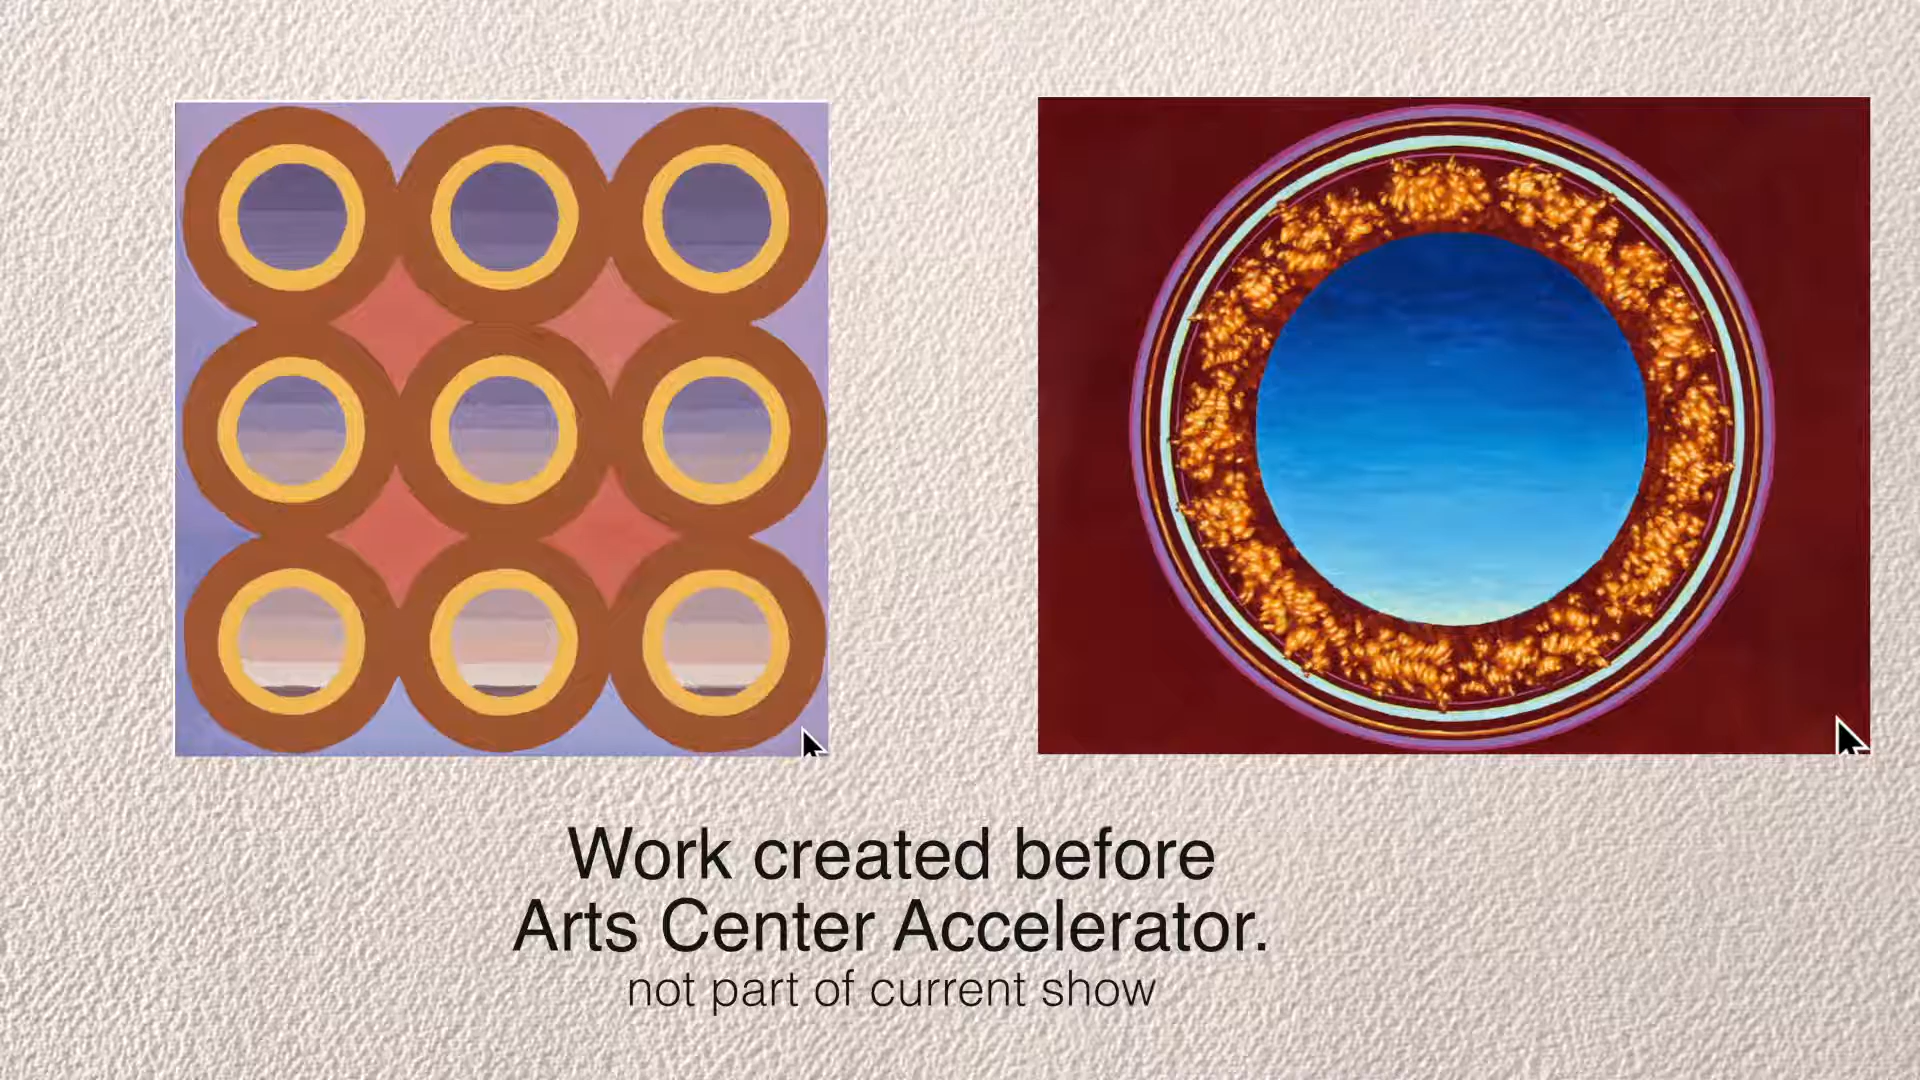 Work created before
Arts Center Accelerator.
not part of current show